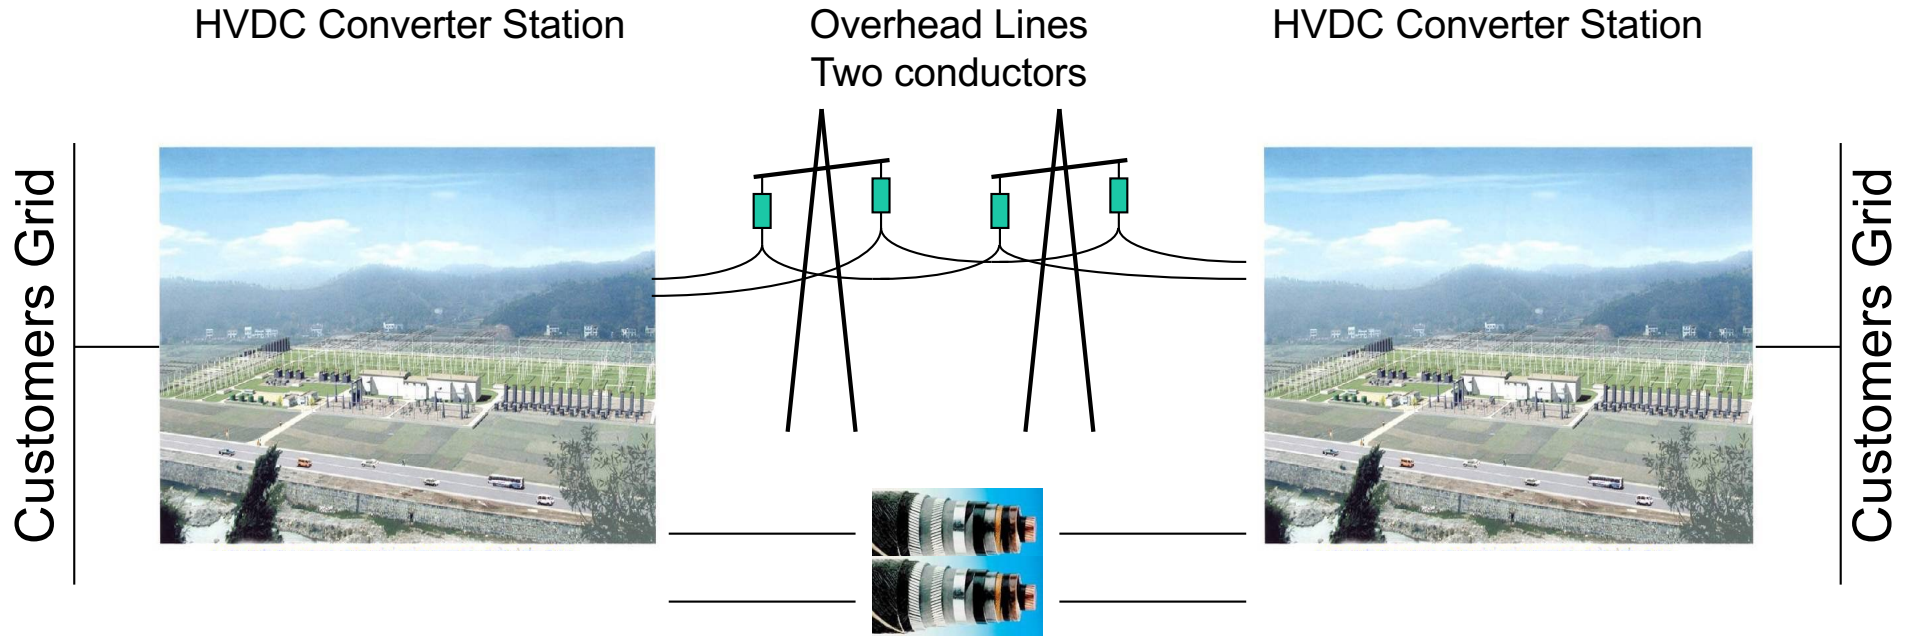 HVDC Converter Station
Overhead Lines
Two conductors
HVDC Converter Station
Customers Grid
Customers Grid